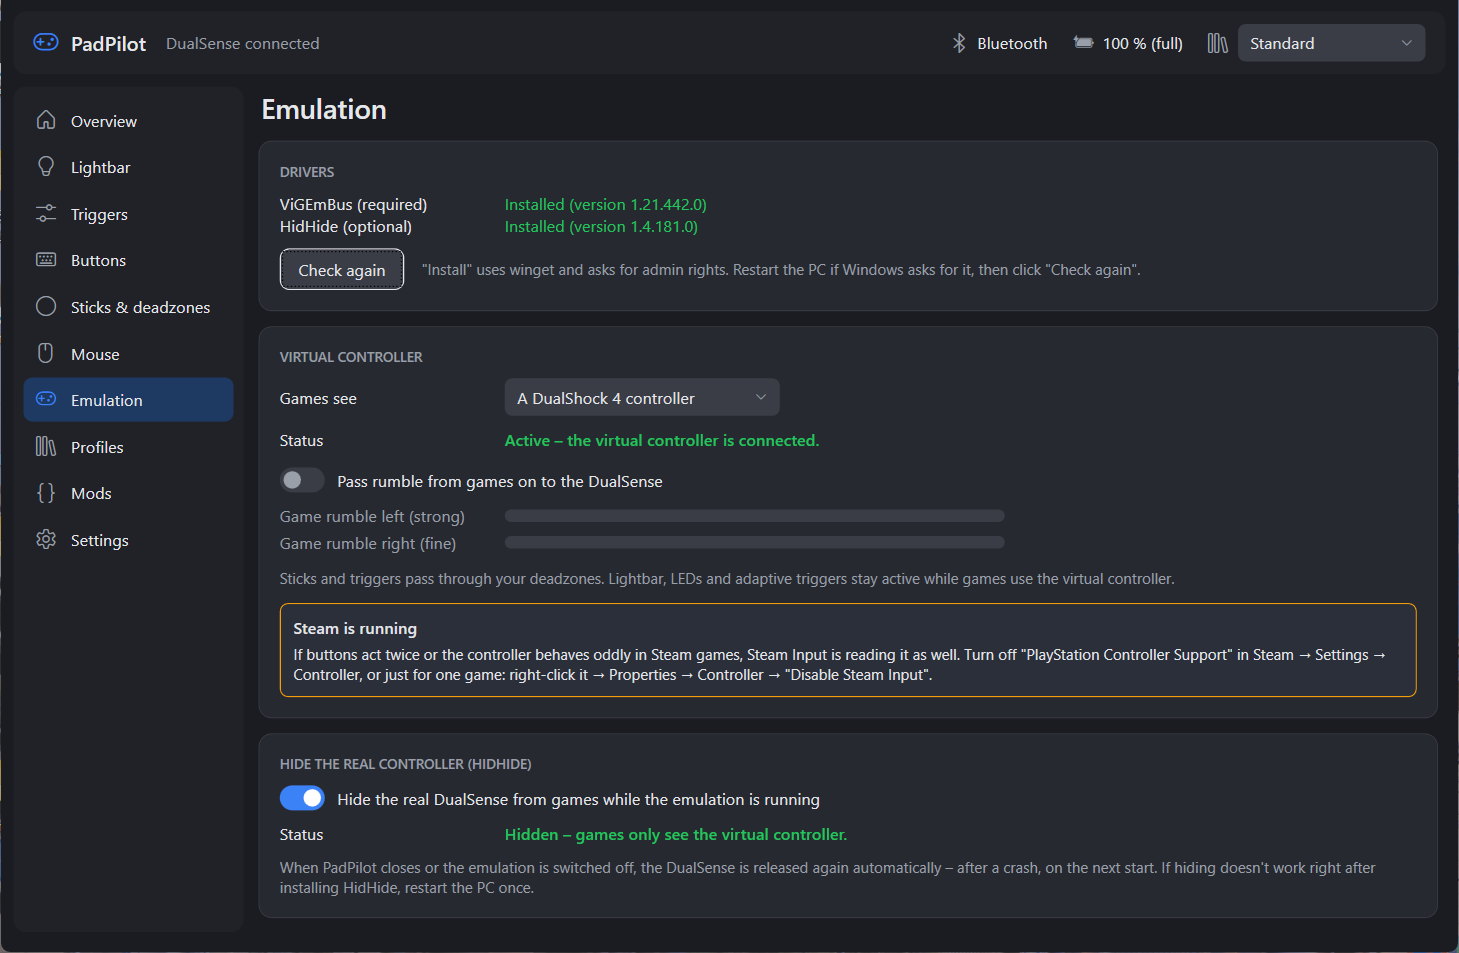 PadPilot DualSense connected Bluetooth 100 % (full) Standard
Overview
Lightbar
Triggers
Buttons
Sticks & deadzones
Mouse
Emulation
Profiles
Mods
Settings
Emulation
DRIVERS
ViGEmBus (required) Installed (version 1.21.442.0)
HidHide (optional) Installed (version 1.4.181.0)
Check again "Install" uses winget and asks for admin rights. Restart the PC if Windows asks for it, then click "Check again".
VIRTUAL CONTROLLER
Games see A DualShock 4 controller
Status Active – the virtual controller is connected.
Pass rumble from games on to the DualSense
Game rumble left (strong)
Game rumble right (fine)
Sticks and triggers pass through your deadzones. Lightbar, LEDs and adaptive triggers stay active while games use the virtual controller.
Steam is running
If buttons act twice or the controller behaves oddly in Steam games, Steam Input is reading it as well. Turn off "PlayStation Controller Support" in Steam → Settings →
Controller, or just for one game: right-click it → Properties → Controller → "Disable Steam Input".
HIDE THE REAL CONTROLLER (HIDHIDE)
Hide the real DualSense from games while the emulation is running
Status Hidden – games only see the virtual controller.
When PadPilot closes or the emulation is switched off, the DualSense is released again automatically – after a crash, on the next start. If hiding doesn't work right after
installing HidHide, restart the PC once.